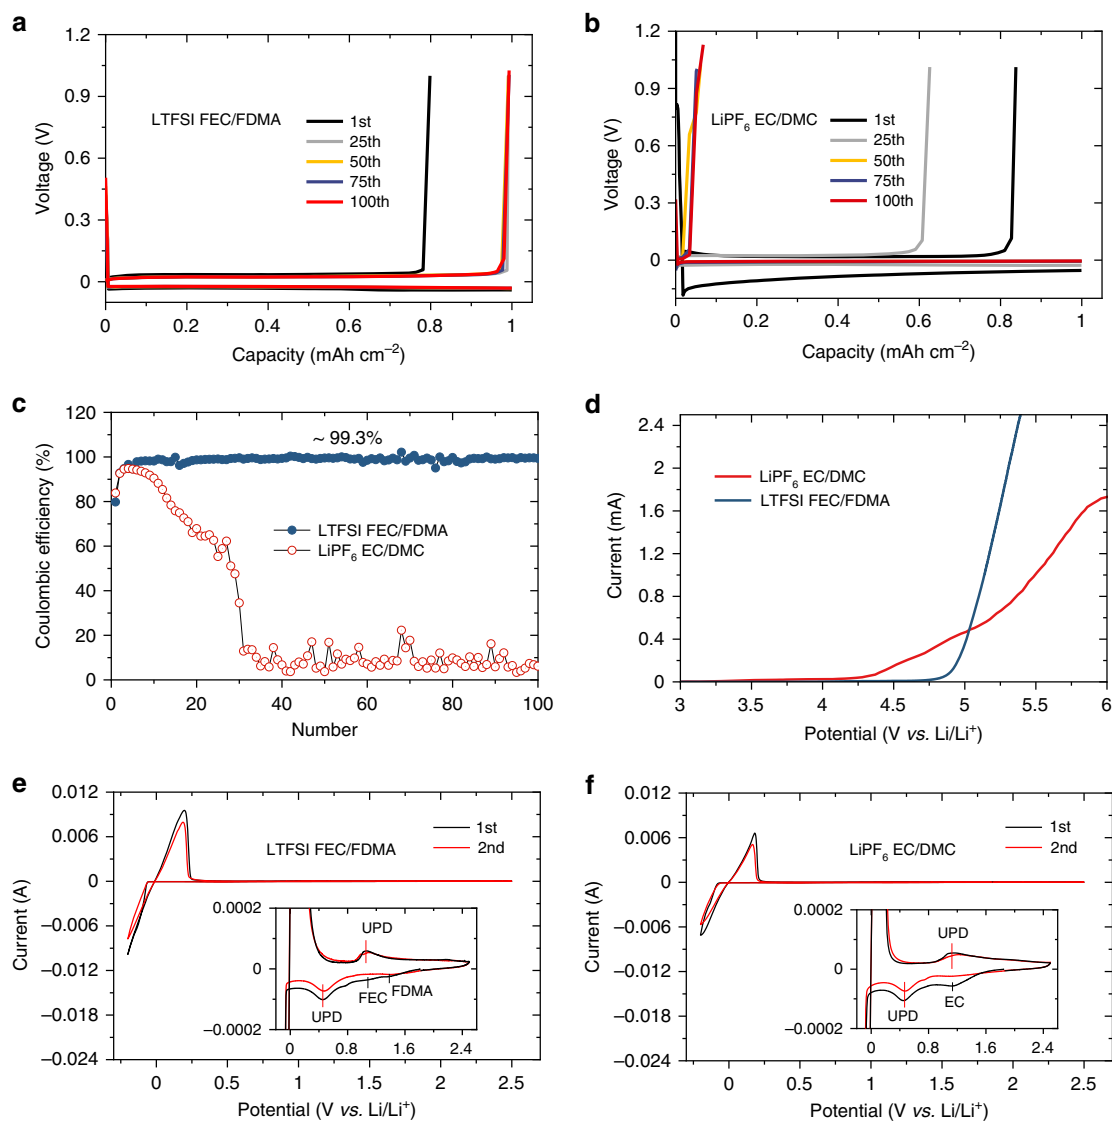 a
1.2
0.9
0.6
0.3
0
Voltage (V)
LTFSI FEC/FDMA
1st
25th
50th
75th
100th
0 0.2 0.4 0.6 0.8 1
Capacity (mAh cm⁻²)
b
1.2
0.9
0.6
0.3
0
Voltage (V)
LiPF₆ EC/DMC
1st
25th
50th
75th
100th
0 0.2 0.4 0.6 0.8 1
Capacity (mAh cm⁻²)
c
120
100
80
60
40
20
0
Coulombic efficiency (%)
~ 99.3%
LTFSI FEC/FDMA
LiPF₆ EC/DMC
0 20 40 60 80 100
Number
d
2.4
2.0
1.6
1.2
0.8
0.4
0
Current (mA)
LiPF₆ EC/DMC
LTFSI FEC/FDMA
3 3.5 4 4.5 5 5.5 6
Potential (V vs. Li/Li⁺)
e
0.012
0.006
0
−0.006
−0.012
−0.018
−0.024
Current (A)
LTFSI FEC/FDMA
1st
2nd
0.0002
0
−0.0002
UPD
FEC
FDMA
UPD
0 0.8 1.6 2.4
0 0.5 1 1.5 2.0 2.5
Potential (V vs. Li/Li⁺)
f
0.012
0.006
0
−0.006
−0.012
−0.018
−0.024
Current (A)
LiPF₆ EC/DMC
1st
2nd
0.0002
0
−0.0002
UPD
EC
UPD
0 0.8 1.6 2.4
0 0.5 1 1.5 2.0 2.5
Potential (V vs. Li/Li⁺)